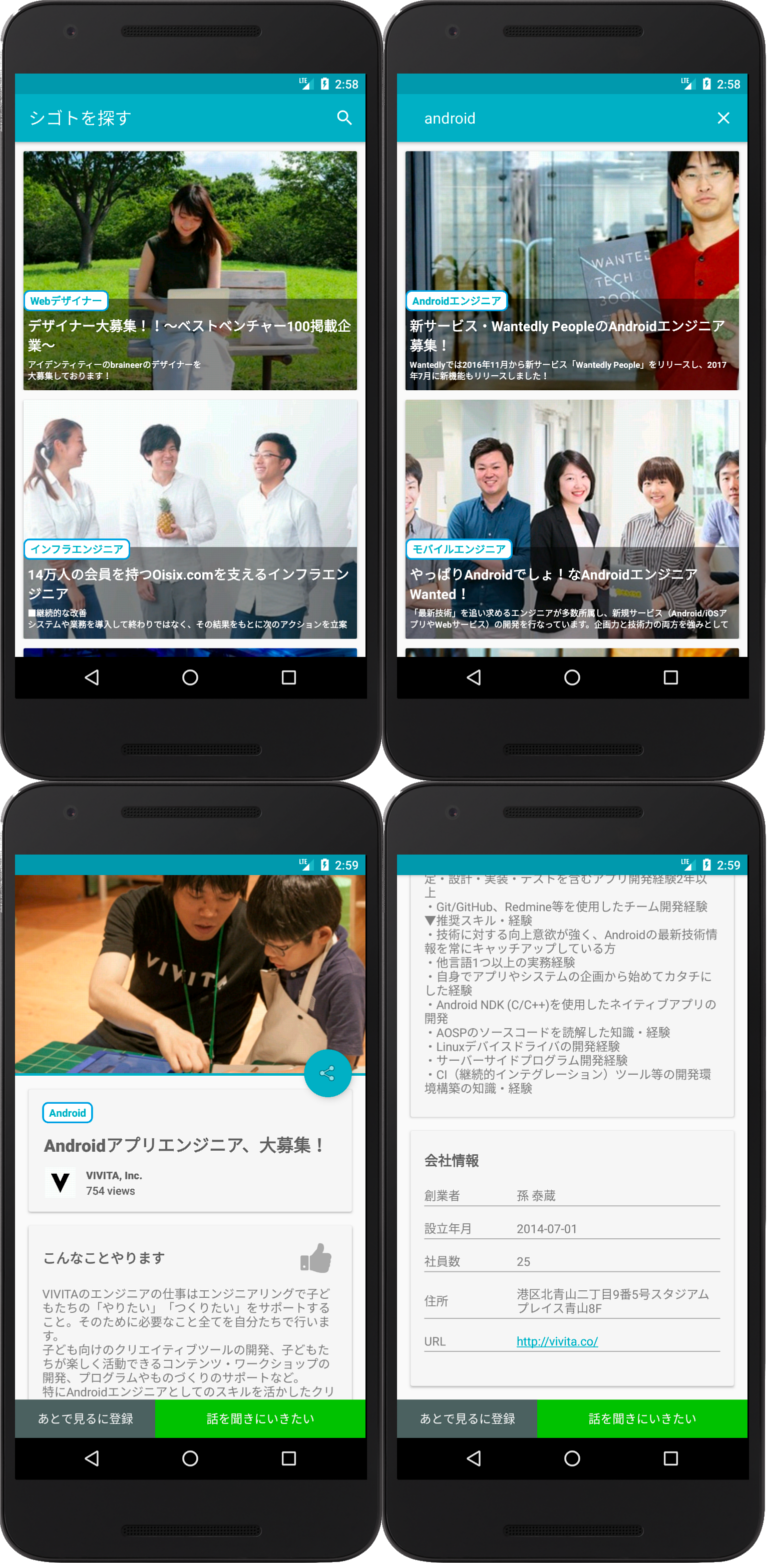 LTE 2:58
シゴトを探す
Webデザイナー
デザイナー大募集！！〜ベストベンチャー100掲載企
業〜
アイデンティティーのbraineerのデザイナーを
大募集しております！
インフラエンジニア
14万人の会員を持つOisix.comを支えるインフラエン
ジニア
■継続的な改善
システムや業務を導入して終わりではなく、その結果をもとに次のアクションを立案
LTE 2:58
android
WANTE
TECH
BOOK
Androidエンジニア
新サービス・Wantedly PeopleのAndroidエンジニア
募集！
Wantedlyでは2016年11月から新サービス「Wantedly People」をリリースし、2017
年7月に新機能もリリースしました！
モバイルエンジニア
やっぱりAndroidでしょ！なAndroidエンジニア
Wanted！
「最新技術」を追い求めるエンジニアが多数所属し、新規サービス（Android/iOSア
プリやWebサービス）の開発を行なっています。企画力と技術力の両方を強みとして
LTE 2:59
VIVITA
Android
Androidアプリエンジニア、大募集！
V
VIVITA, Inc.
754 views
こんなことやります
VIVITAのエンジニアの仕事はエンジニアリングで子ど
もたちの「やりたい」「つくりたい」をサポートする
こと。そのために必要なこと全てを自分たちで行いま
す。
子ども向けのクリエイティブツールの開発、子どもた
ちが楽しく活動できるコンテンツ・ワークショップの
開発、プログラムやものづくりのサポートなど。
特にAndroidエンジニアとしてのスキルを活かしたクリ
あとで見るに登録 話を聞きにいきたい
LTE 2:59
定・設計・実装・テストを含むアプリ開発経験2年以
上
・Git/GitHub、Redmine等を使用したチーム開発経験
▼推奨スキル・経験
・技術に対する向上意欲が強く、Androidの最新技術情
報を常にキャッチアップしている方
・他言語1つ以上の実務経験
・自身でアプリやシステムの企画から始めてカタチに
した経験
・Android NDK (C/C++)を使用したネイティブアプリの
開発
・AOSPのソースコードを読解した知識・経験
・Linuxデバイスドライバの開発経験
・サーバーサイドプログラム開発経験
・CI（継続的インテグレーション）ツール等の開発環
境構築の知識・経験
会社情報
創業者 孫 泰蔵
設立年月 2014-07-01
社員数 25
住所 港区北青山二丁目9番5号スタジアム
プレイス青山8F
URL http://vivita.co/
あとで見るに登録 話を聞きにいきたい